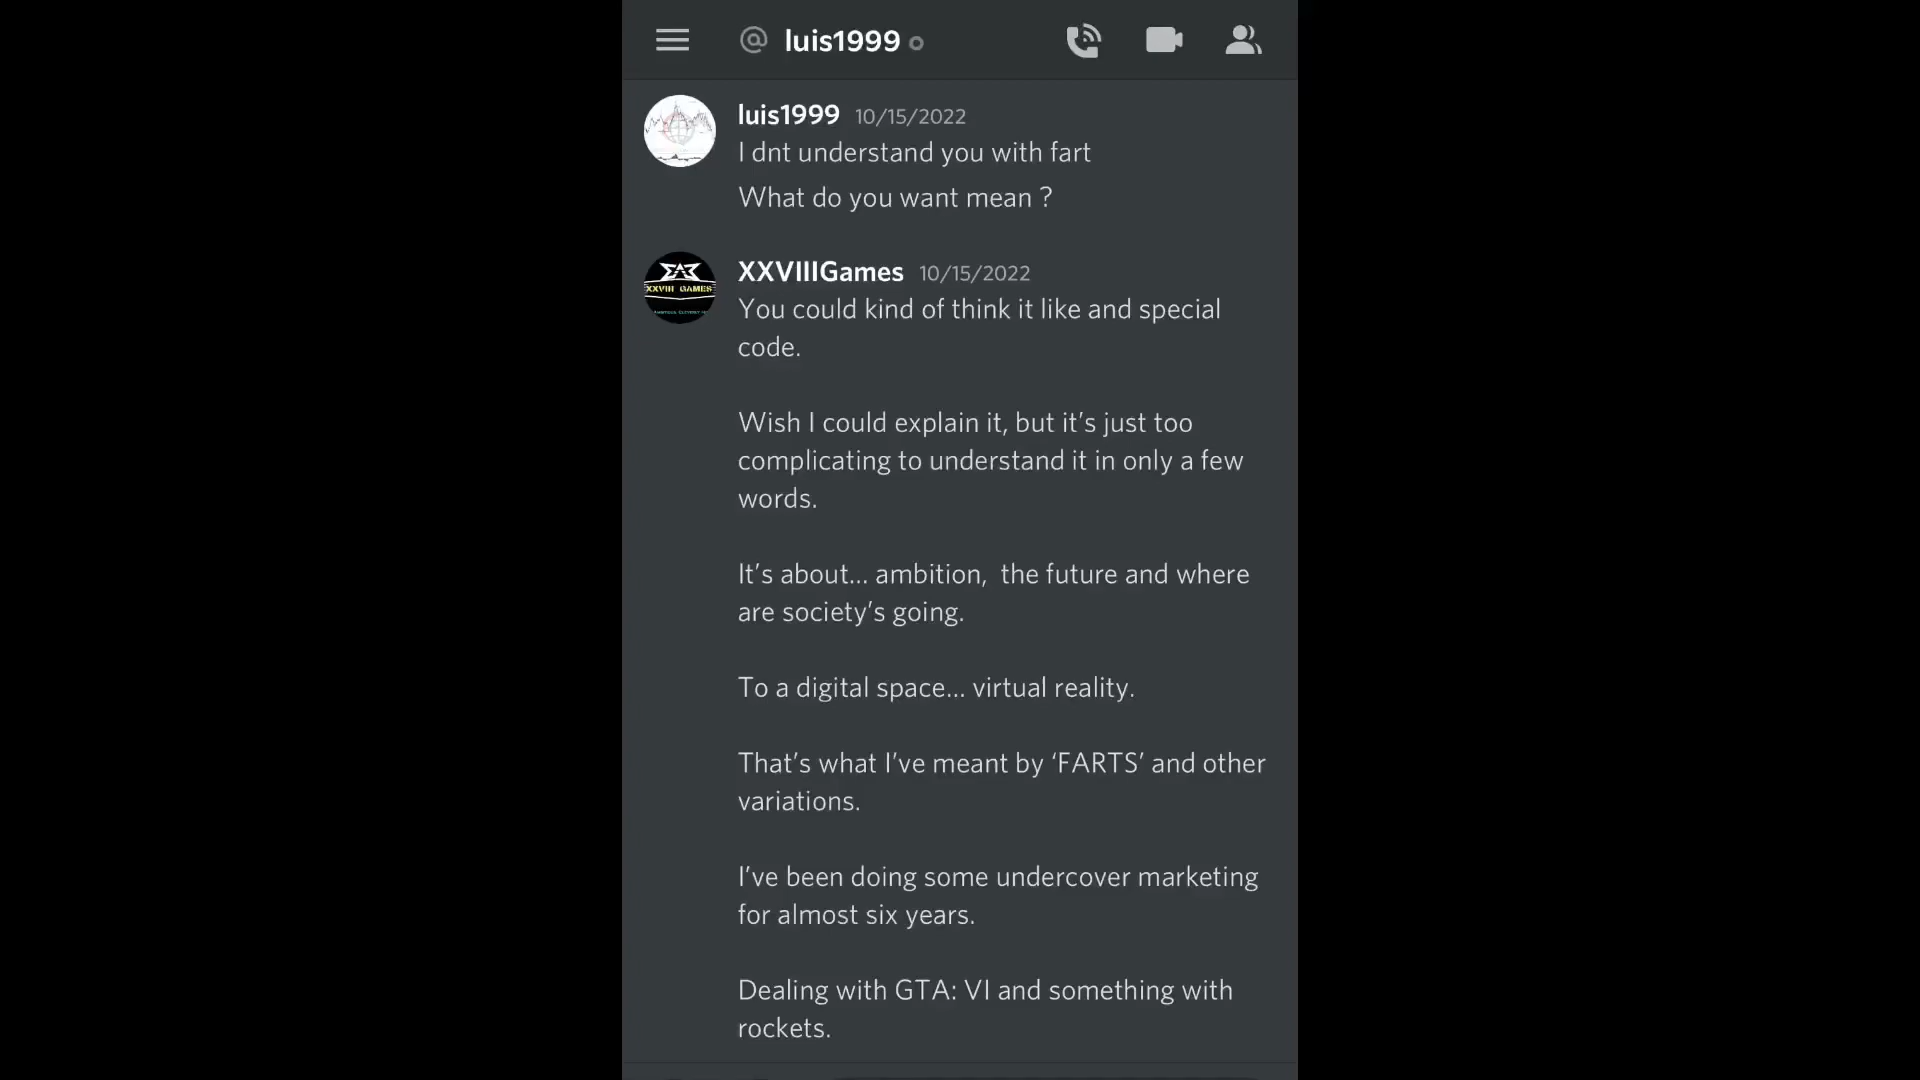 @ luis1999
luis1999 10/15/2022
I dnt understand you with fart
What do you want mean ?
XXVIIIGames 10/15/2022
XXVIII GAMES
You could kind of think it like and special
code.
Wish I could explain it, but it’s just too
complicating to understand it in only a few
words.
It’s about... ambition,  the future and where
are society’s going.
To a digital space... virtual reality.
That’s what I’ve meant by ‘FARTS’ and other
variations.
I’ve been doing some undercover marketing
for almost six years.
Dealing with GTA: VI and something with
rockets.